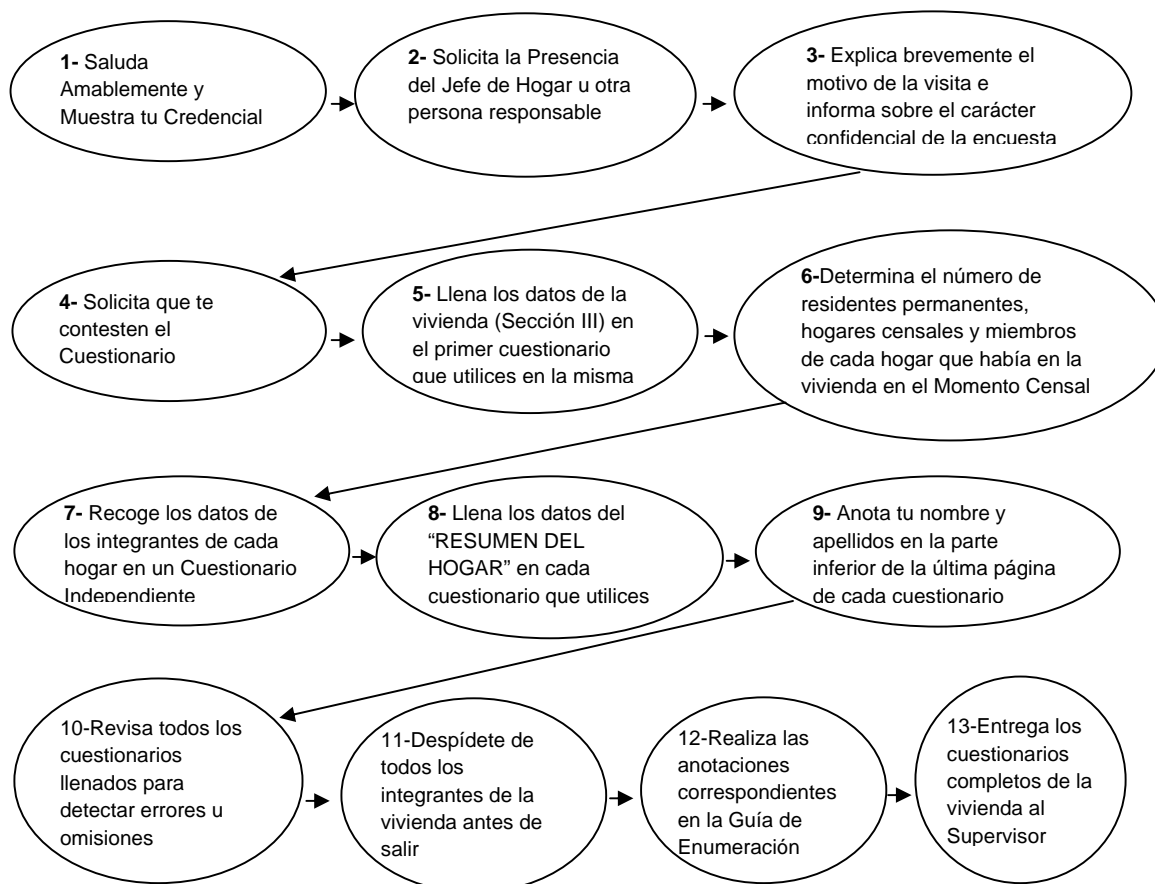 1- Saluda
Amablemente y
Muestra tu Credencial
2- Solicita la Presencia
del Jefe de Hogar u otra
persona responsable
3- Explica brevemente el
motivo de la visita e
informa sobre el carácter
confidencial de la encuesta
4- Solicita que te
contesten el
Cuestionario
5- Llena los datos de la
vivienda (Sección III) en
el primer cuestionario
que utilices en la misma
6-Determina el número de
residentes permanentes,
hogares censales y miembros
de cada hogar que había en la
vivienda en el Momento Censal
7- Recoge los datos de
los integrantes de cada
hogar en un Cuestionario
Independiente
8- Llena los datos del
“RESUMEN DEL
HOGAR” en cada
cuestionario que utilices
9- Anota tu nombre y
apellidos en la parte
inferior de la última página
de cada cuestionario
10-Revisa todos los
cuestionarios
llenados para
detectar errores u
omisiones
11-Despídete de
todos los
integrantes de la
vivienda antes de
salir
12-Realiza las
anotaciones
correspondientes
en la Guía de
Enumeración
13-Entrega los
cuestionarios
completos de la
vivienda al
Supervisor